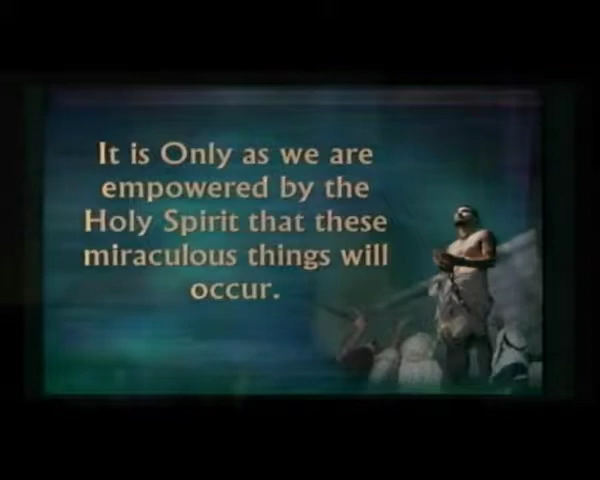 It is Only as we are
empowered by the
Holy Spirit that these
miraculous things will
occur.